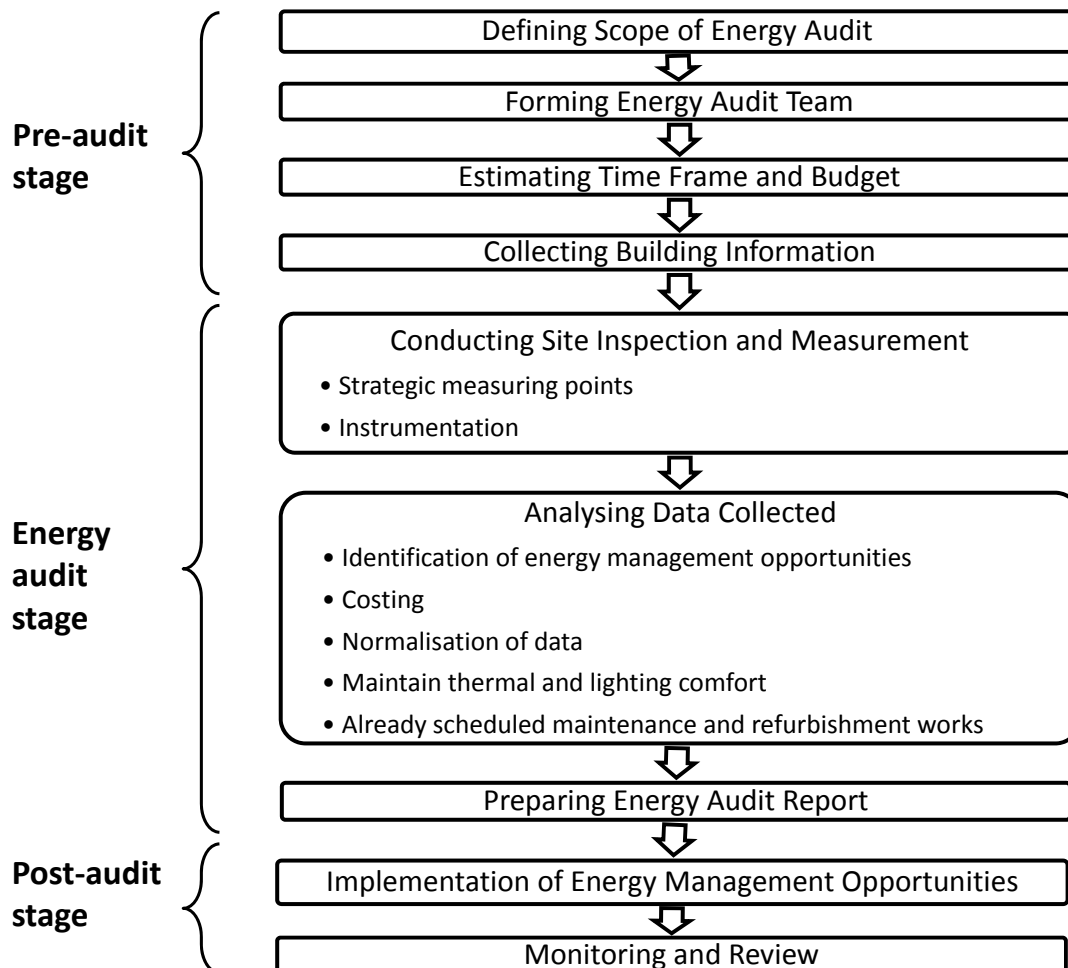 Defining Scope of Energy Audit
Forming Energy Audit Team
Pre-audit
stage
Estimating Time Frame and Budget
Collecting Building Information
Conducting Site Inspection and Measurement
• Strategic measuring points
• Instrumentation
Energy
audit
stage
Analysing Data Collected
• Identification of energy management opportunities
• Costing
• Normalisation of data
• Maintain thermal and lighting comfort
• Already scheduled maintenance and refurbishment works
Preparing Energy Audit Report
Post-audit
stage
Implementation of Energy Management Opportunities
Monitoring and Review